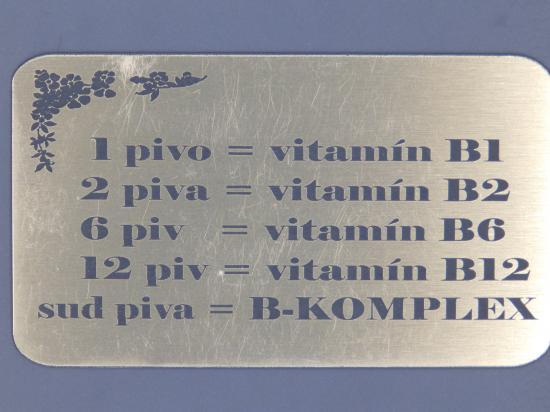 1 pivo = vitamín B1
2 piva = vitamín B2
6 piv = vitamín B6
12 piv = vitamín B12
sud piva = B-KOMPLEX